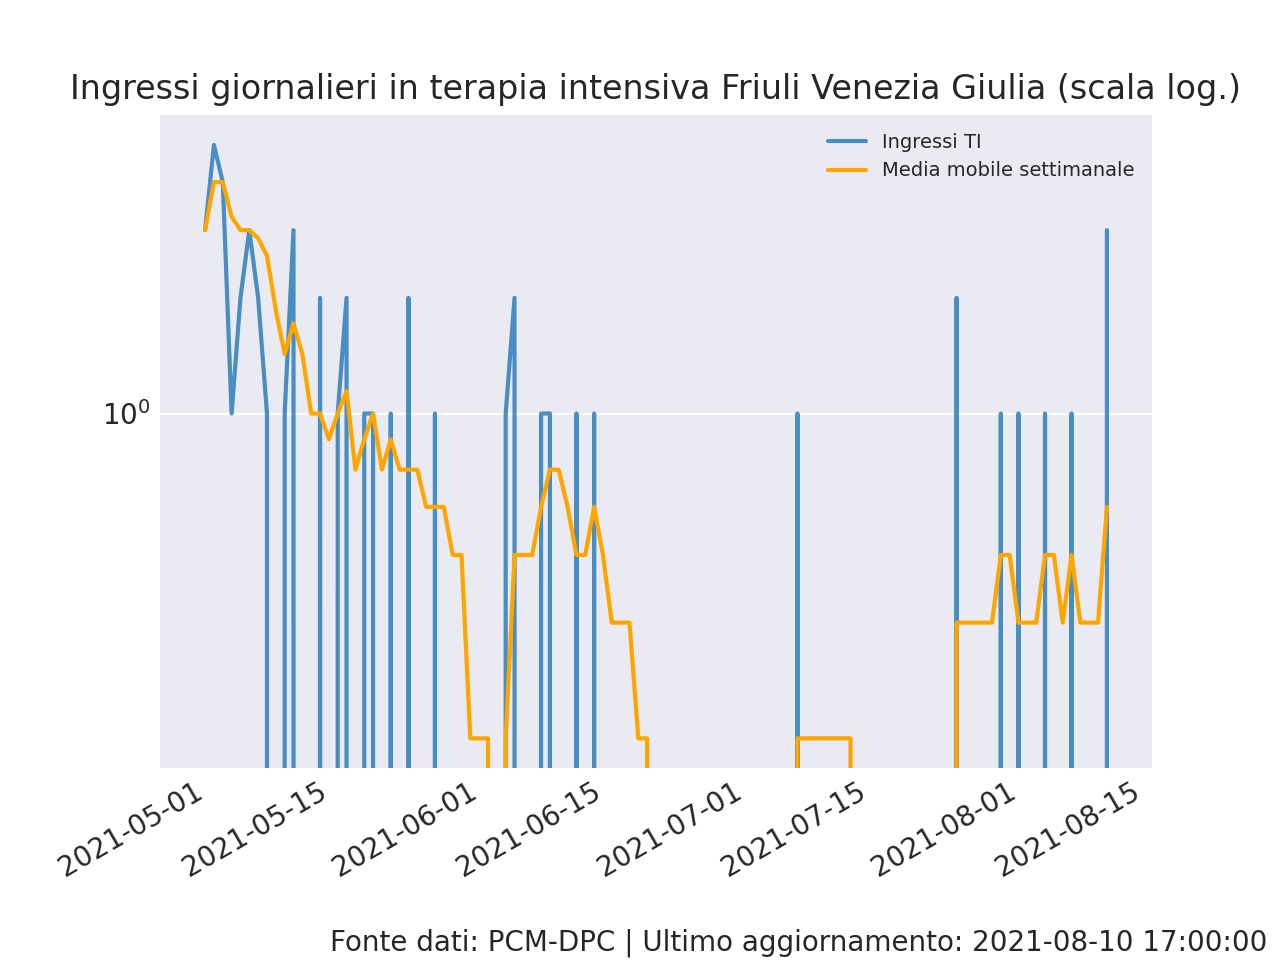 Ingressi giornalieri in terapia intensiva Friuli Venezia Giulia (scala log.)
Ingressi TI
Media mobile settimanale
10⁰
2021-05-01
2021-05-15
2021-06-01
2021-06-15
2021-07-01
2021-07-15
2021-08-01
2021-08-15
Fonte dati: PCM-DPC | Ultimo aggiornamento: 2021-08-10 17:00:00